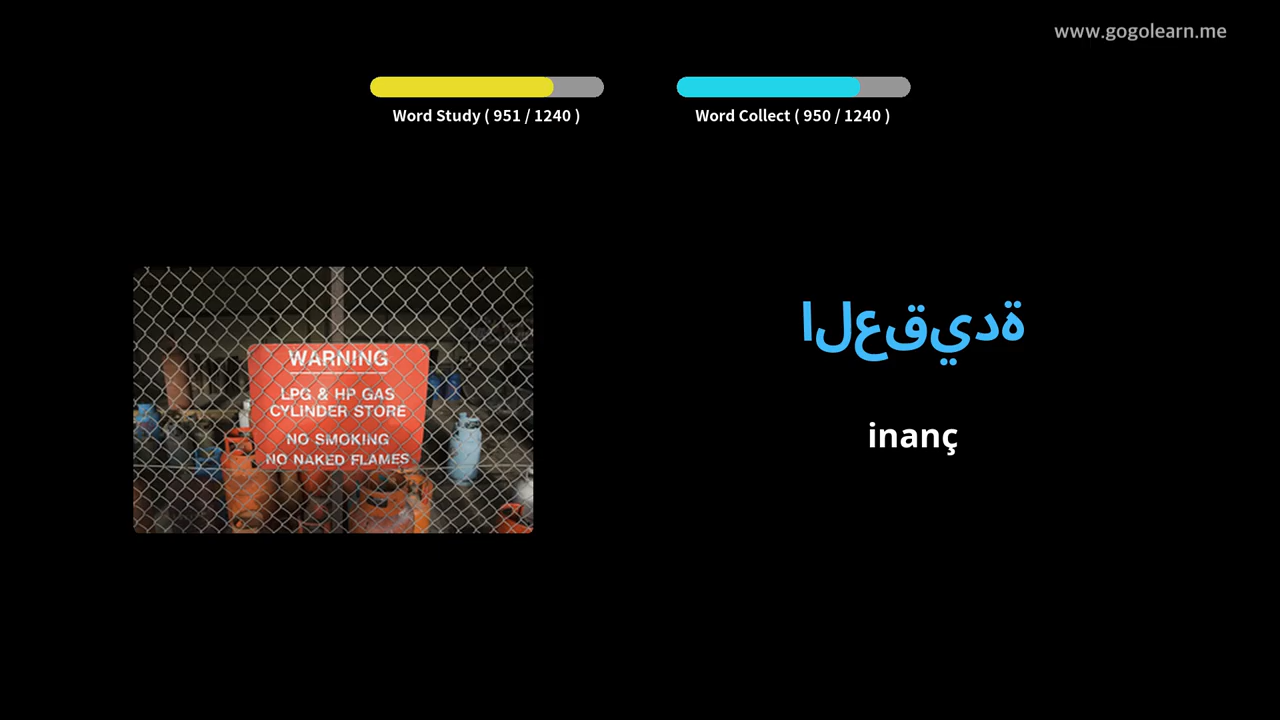 www.gogolearn.me
Word Study ( 951 / 1240 )
Word Collect ( 950 / 1240 )
WARNING
LPG & HP GAS
CYLINDER STORE
NO SMOKING
NO NAKED FLAMES
العقيدة
inanç